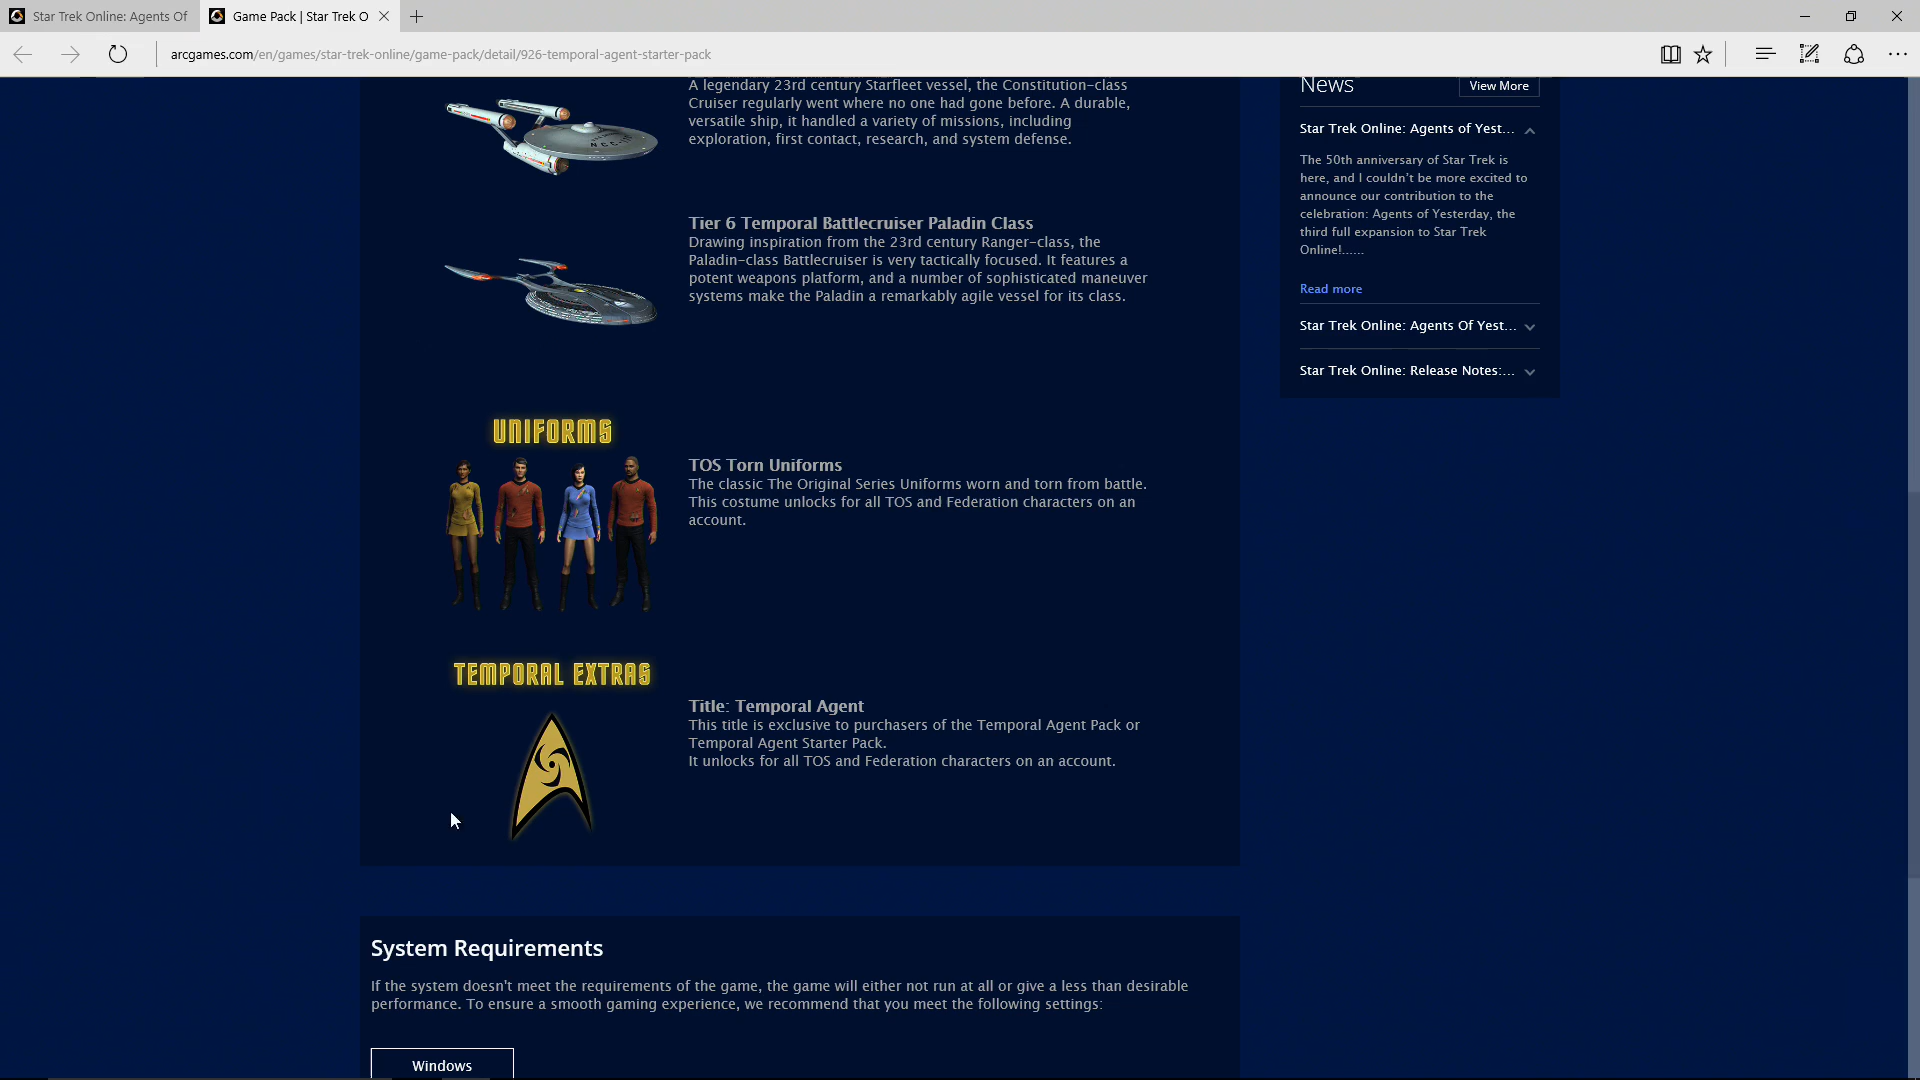 Star Trek Online: Agents Of
Game Pack | Star Trek O
arcgames.com/en/games/star-trek-online/game-pack/detail/926-temporal-agent-starter-pack
A legendary 23rd century Starfleet vessel, the Constitution-class
Cruiser regularly went where no one had gone before. A durable,
versatile ship, it handled a variety of missions, including
exploration, first contact, research, and system defense.
Tier 6 Temporal Battlecruiser Paladin Class
Drawing inspiration from the 23rd century Ranger-class, the
Paladin-class Battlecruiser is very tactically focused. It features a
potent weapons platform, and a number of sophisticated maneuver
systems make the Paladin a remarkably agile vessel for its class.
UNIFORMS
TOS Torn Uniforms
The classic The Original Series Uniforms worn and torn from battle.
This costume unlocks for all TOS and Federation characters on an
account.
TEMPORAL EXTRAS
Title: Temporal Agent
This title is exclusive to purchasers of the Temporal Agent Pack or
Temporal Agent Starter Pack.
It unlocks for all TOS and Federation characters on an account.
System Requirements
If the system doesn't meet the requirements of the game, the game will either not run at all or give a less than desirable
performance. To ensure a smooth gaming experience, we recommend that you meet the following settings:
Windows
News
View More
Star Trek Online: Agents of Yest...
The 50th anniversary of Star Trek is
here, and I couldn't be more excited to
announce our contribution to the
celebration: Agents of Yesterday, the
third full expansion to Star Trek
Online!......
Read more
Star Trek Online: Agents Of Yest...
Star Trek Online: Release Notes:...